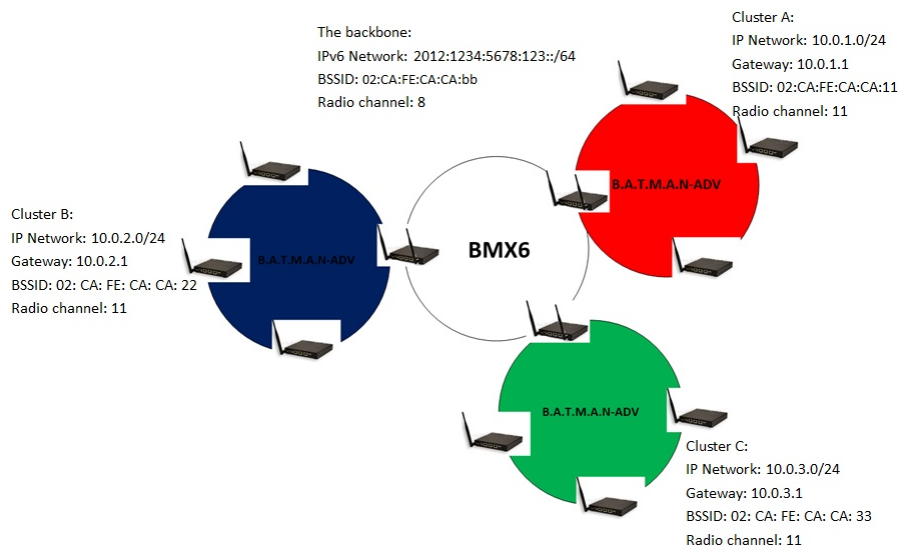 The backbone:
IPv6 Network: 2012:1234:5678:123::/64
BSSID: 02:CA:FE:CA:CA:bb
Radio channel: 8
Cluster A:
IP Network: 10.0.1.0/24
Gateway: 10.0.1.1
BSSID: 02:CA:FE:CA:CA:11
Radio channel: 11
B.A.T.M.A.N-ADV
Cluster B:
IP Network: 10.0.2.0/24
Gateway: 10.0.2.1
BSSID: 02: CA: FE: CA: CA: 22
Radio channel: 11
B.A.T.M.A.N-ADV
BMX6
B.A.T.M.A.N-ADV
Cluster C:
IP Network: 10.0.3.0/24
Gateway: 10.0.3.1
BSSID: 02: CA: FE: CA: CA: 33
Radio channel: 11